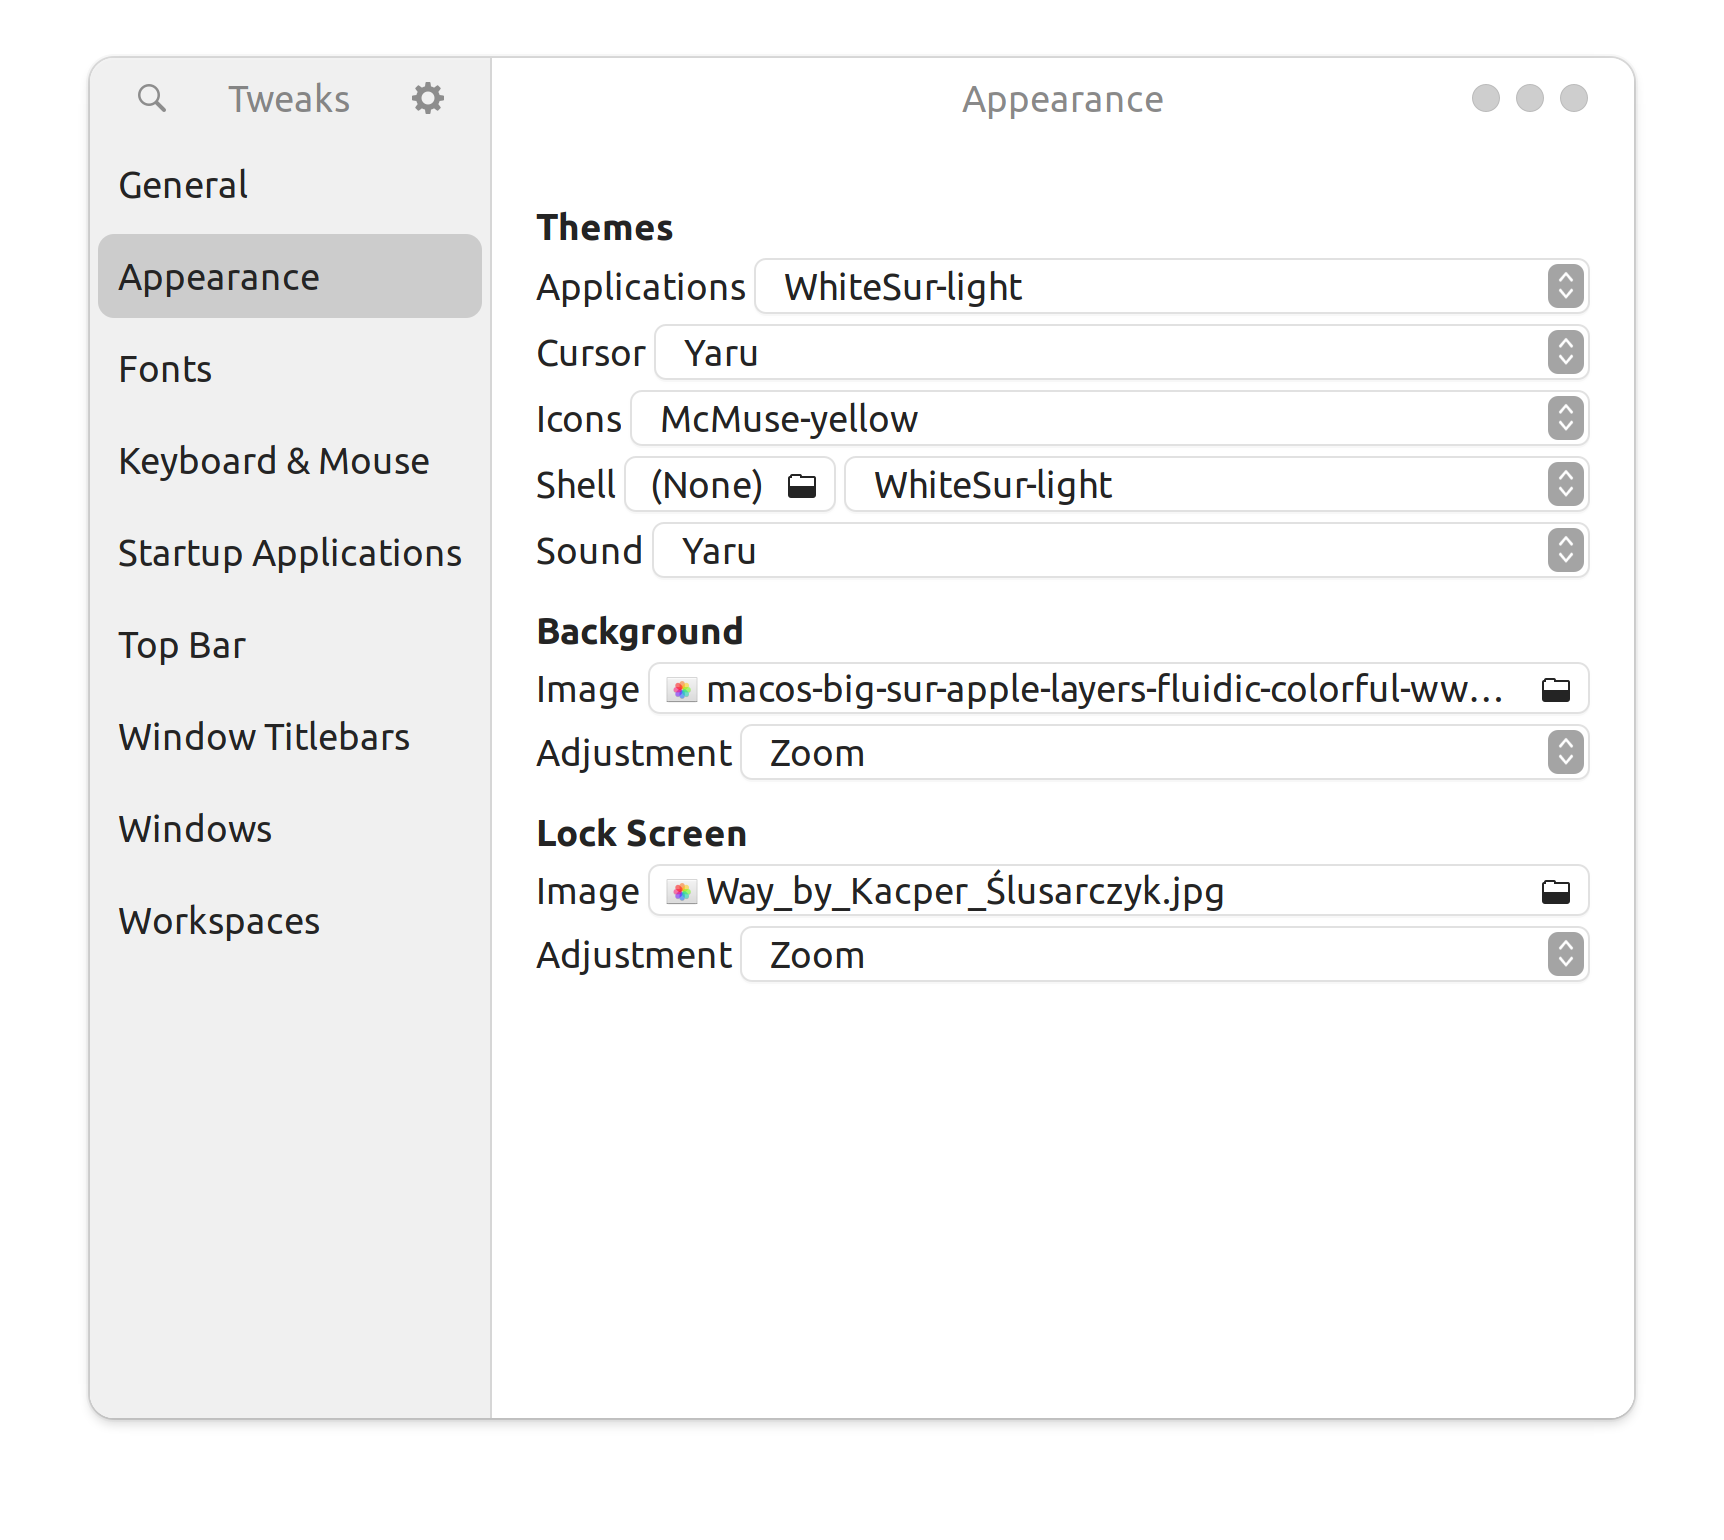 Tweaks
General
Appearance
Fonts
Keyboard & Mouse
Startup Applications
Top Bar
Window Titlebars
Windows
Workspaces
Appearance
Themes
Applications WhiteSur-light
Cursor Yaru
Icons McMuse-yellow
Shell (None) WhiteSur-light
Sound Yaru
Background
Image macos-big-sur-apple-layers-fluidic-colorful-ww…
Adjustment Zoom
Lock Screen
Image Way_by_Kacper_Ślusarczyk.jpg
Adjustment Zoom